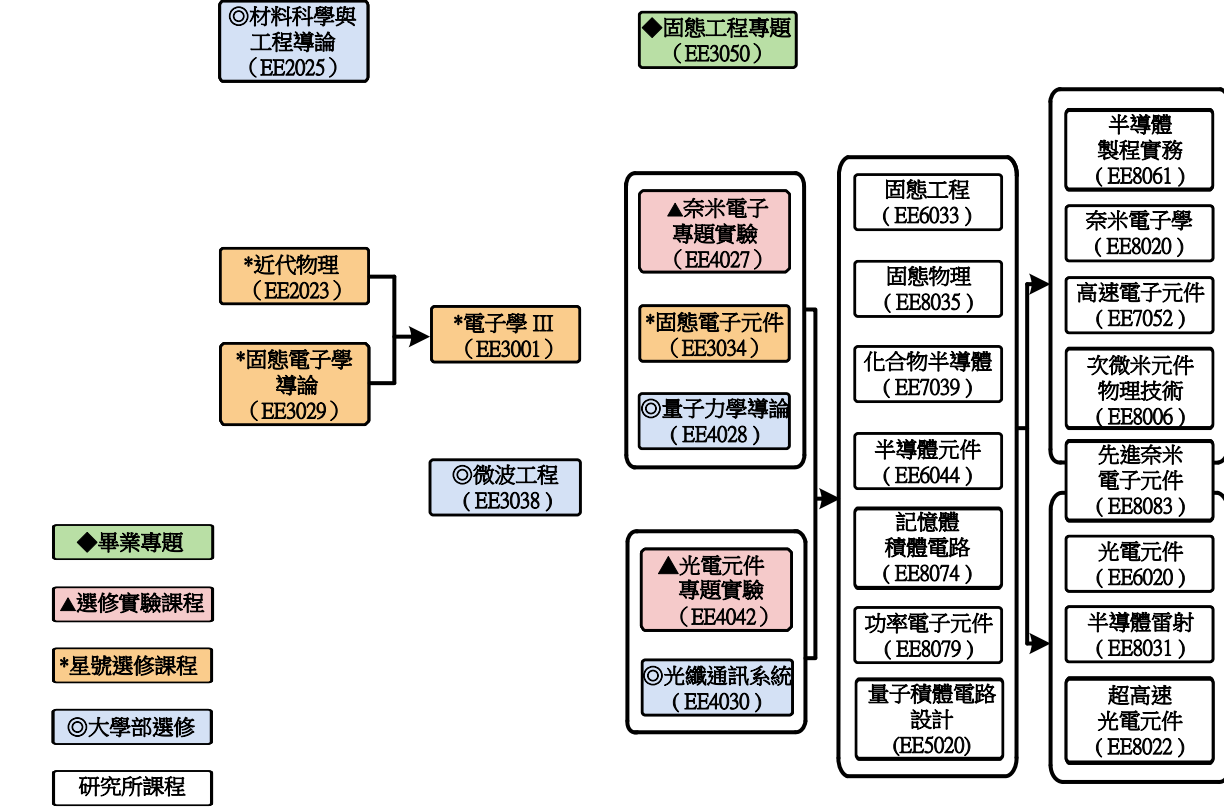 ◎材料科學與
工程導論
（EE2025）
◆固態工程專題
（EE3050）
*近代物理
（EE2023）
*固態電子學
導論
（EE3029）
*電子學 III
（EE3001）
◎微波工程
（EE3038）
▲奈米電子
專題實驗
（EE4027）
*固態電子元件
（EE3034）
◎量子力學導論
（EE4028）
▲光電元件
專題實驗
（EE4042）
◎光纖通訊系統
（EE4030）
固態工程
（EE6033）
固態物理
（EE8035）
化合物半導體
（EE7039）
半導體元件
（EE6044）
記憶體
積體電路
（EE8074）
功率電子元件
（EE8079）
量子積體電路
設計
(EE5020)
半導體
製程實務
（EE8061）
奈米電子學
（EE8020）
高速電子元件
（EE7052）
次微米元件
物理技術
（EE8006）
先進奈米
電子元件
（EE8083）
光電元件
（EE6020）
半導體雷射
（EE8031）
超高速
光電元件
（EE8022）
◆畢業專題
▲選修實驗課程
*星號選修課程
◎大學部選修
研究所課程